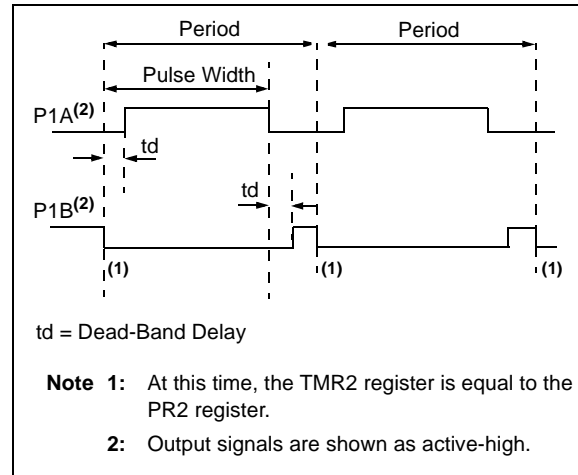 Period Period
Pulse Width
P1A(2)
td
td
P1B(2)
(1) (1) (1)
td = Dead-Band Delay
Note 1: At this time, the TMR2 register is equal to the
PR2 register.
2: Output signals are shown as active-high.